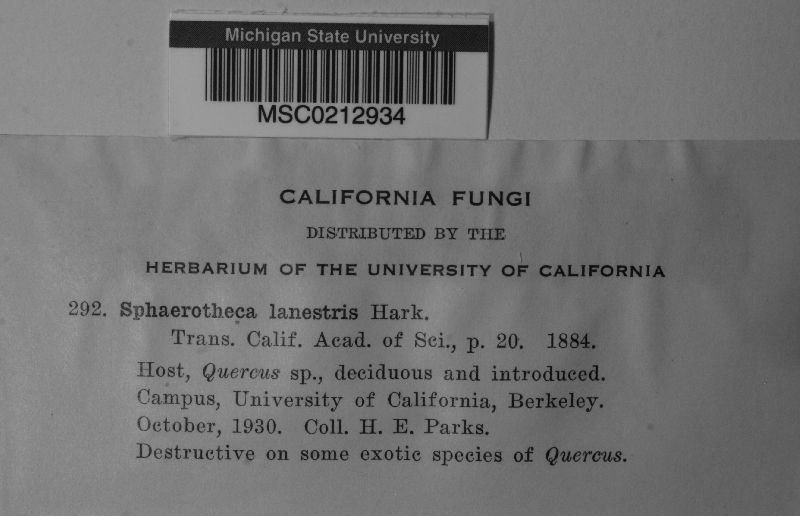 Michigan State University
MSC0212934
CALIFORNIA FUNGI
DISTRIBUTED BY THE
HERBARIUM OF THE UNIVERSITY OF CALIFORNIA
292. Sphaerotheca lanestris Hark.
Trans. Calif. Acad. of Sci., p. 20. 1884.
Host, Quercus sp., deciduous and introduced.
Campus, University of California, Berkeley.
October, 1930. Coll. H. E. Parks.
Destructive on some exotic species of Quercus.